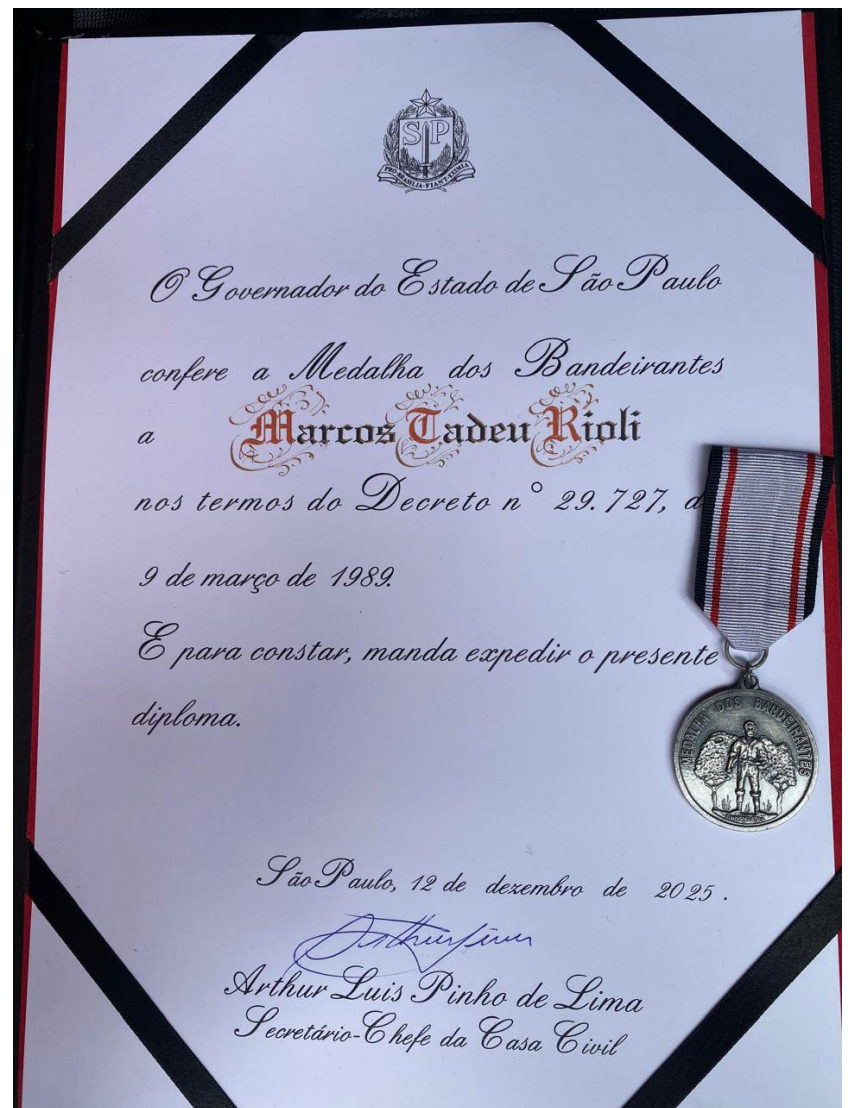 SP
PRO·BRASILIA·FIANT·EXIMIA
O Governador do Estado de São Paulo
confere a Medalha dos Bandeirantes
a Marcos Tadeu Rioli
nos termos do Decreto nº 29.727, d
9 de março de 1989.
E para constar, manda expedir o presente
diploma.
MEDALHA DOS BANDEIRANTES
São Paulo, 12 de dezembro de 2025.
Arthur Luis Pinho de Lima
Secretário-Chefe da Casa Civil